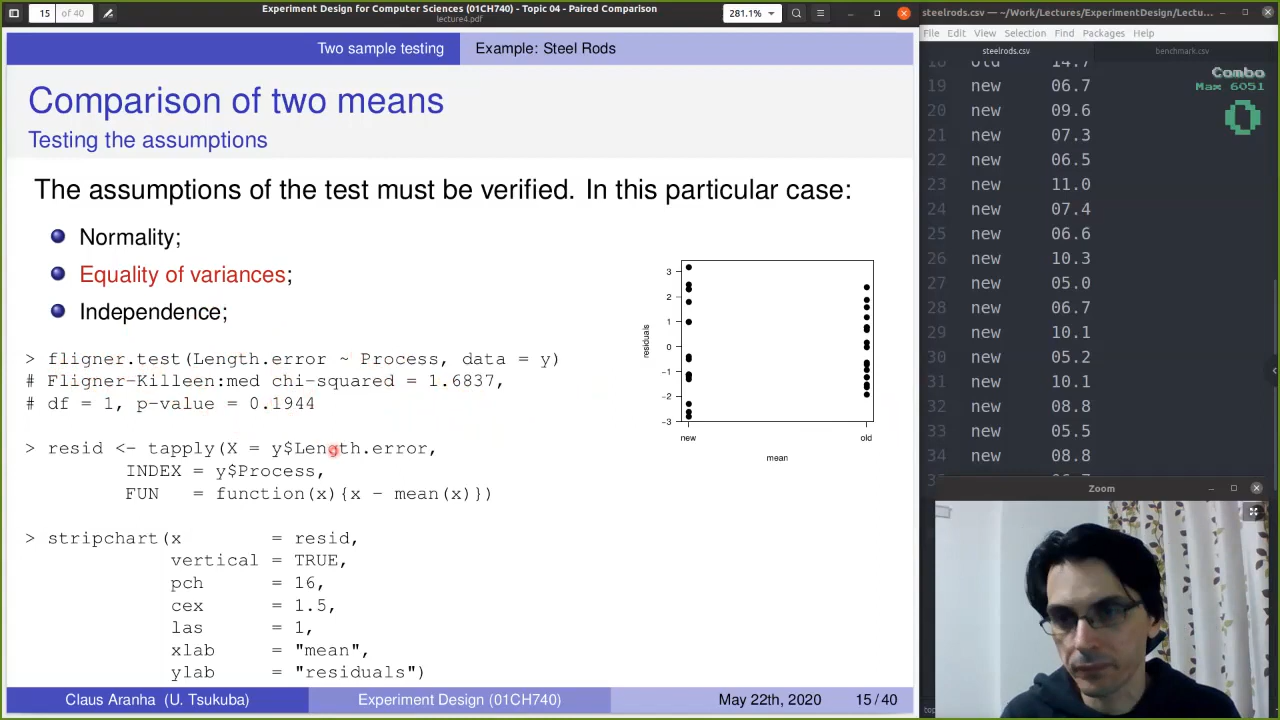 15 of 40
Experiment Design for Computer Sciences (01CH740) - Topic 04 - Paired Comparison
lecture4.pdf
281.1%
Two sample testing
Example: Steel Rods
Comparison of two means
Testing the assumptions
The assumptions of the test must be verified. In this particular case:
Normality;
Equality of variances;
Independence;
> fligner.test(Length.error ~ Process, data = y)
# Fligner-Killeen:med chi-squared = 1.6837,
# df = 1, p-value = 0.1944
> resid <- tapply(X = y$Length.error,
INDEX = y$Process,
FUN = function(x){x - mean(x)})
> stripchart(x = resid,
vertical = TRUE,
pch = 16,
cex = 1.5,
las = 1,
xlab = "mean",
ylab = "residuals")
3
2
1
0
−1
−2
−3
residuals
new
old
mean
Claus Aranha (U. Tsukuba)
Experiment Design (01CH740)
May 22th, 2020
15 / 40
steelrods.csv — ~/Work/Lectures/ExperimentDesign/Lectu...
File Edit View Selection Find Packages Help
steelrods.csv
benchmark.csv
18 old 14.7
19 new 06.7
20 new 09.6
21 new 07.3
22 new 06.5
23 new 11.0
24 new 07.4
25 new 06.6
26 new 10.3
27 new 05.0
28 new 06.7
29 new 10.1
30 new 05.2
31 new 10.1
32 new 08.8
33 new 05.5
34 new 08.8
Combo
Max 6051
0
Zoom